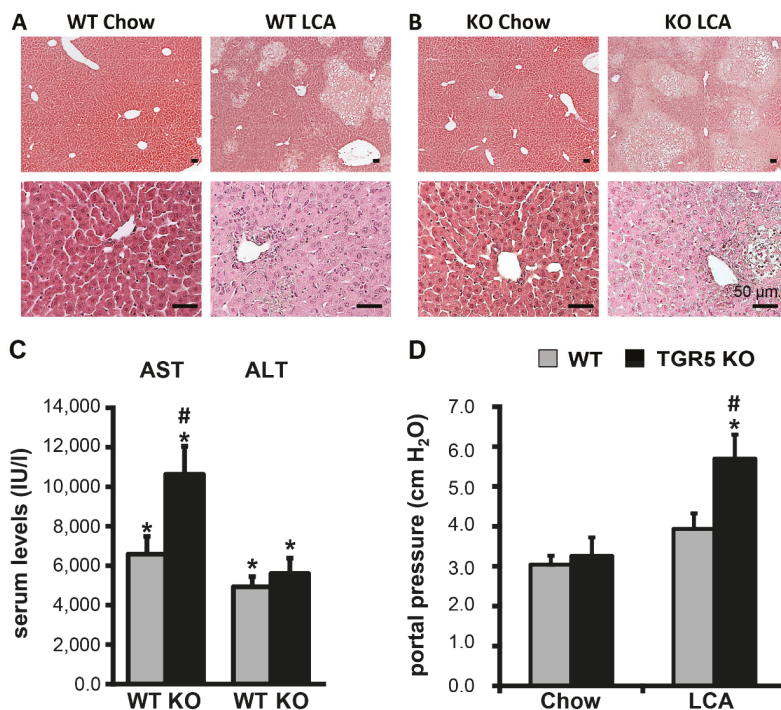 A
WT Chow
WT LCA
B
KO Chow
KO LCA
50 µm
C
AST
ALT
serum levels (IU/l)
14,000
12,000
10,000
8,000
6,000
4,000
2,000
0.0
*
#
*
*
*
WT KO
WT KO
D
WT
TGR5 KO
portal pressure (cm H₂O)
7.0
6.0
5.0
4.0
3.0
2.0
1.0
0.0
#
*
Chow
LCA